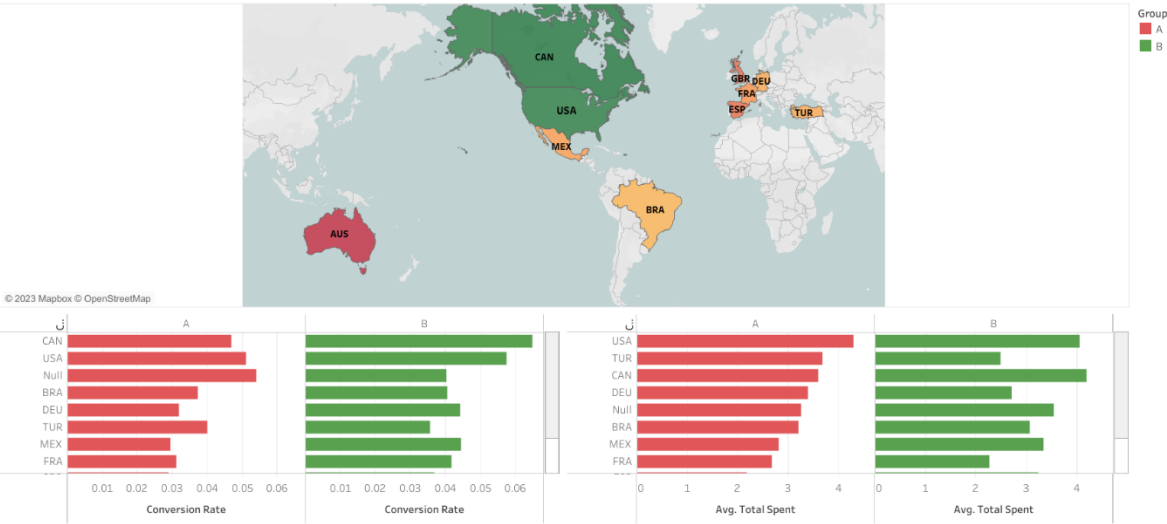 Group
A
B
CAN
USA
MEX
GBR
DEU
FRA
ESP
TUR
BRA
AUS
© 2023 Mapbox © OpenStreetMap
C..
A
B
CAN
USA
Null
BRA
DEU
TUR
MEX
FRA
0.01 0.02 0.03 0.04 0.05 0.06
0.01 0.02 0.03 0.04 0.05 0.06
Conversion Rate
Conversion Rate
C..
A
B
USA
TUR
CAN
DEU
Null
BRA
MEX
FRA
0 1 2 3 4
0 1 2 3 4
Avg. Total Spent
Avg. Total Spent